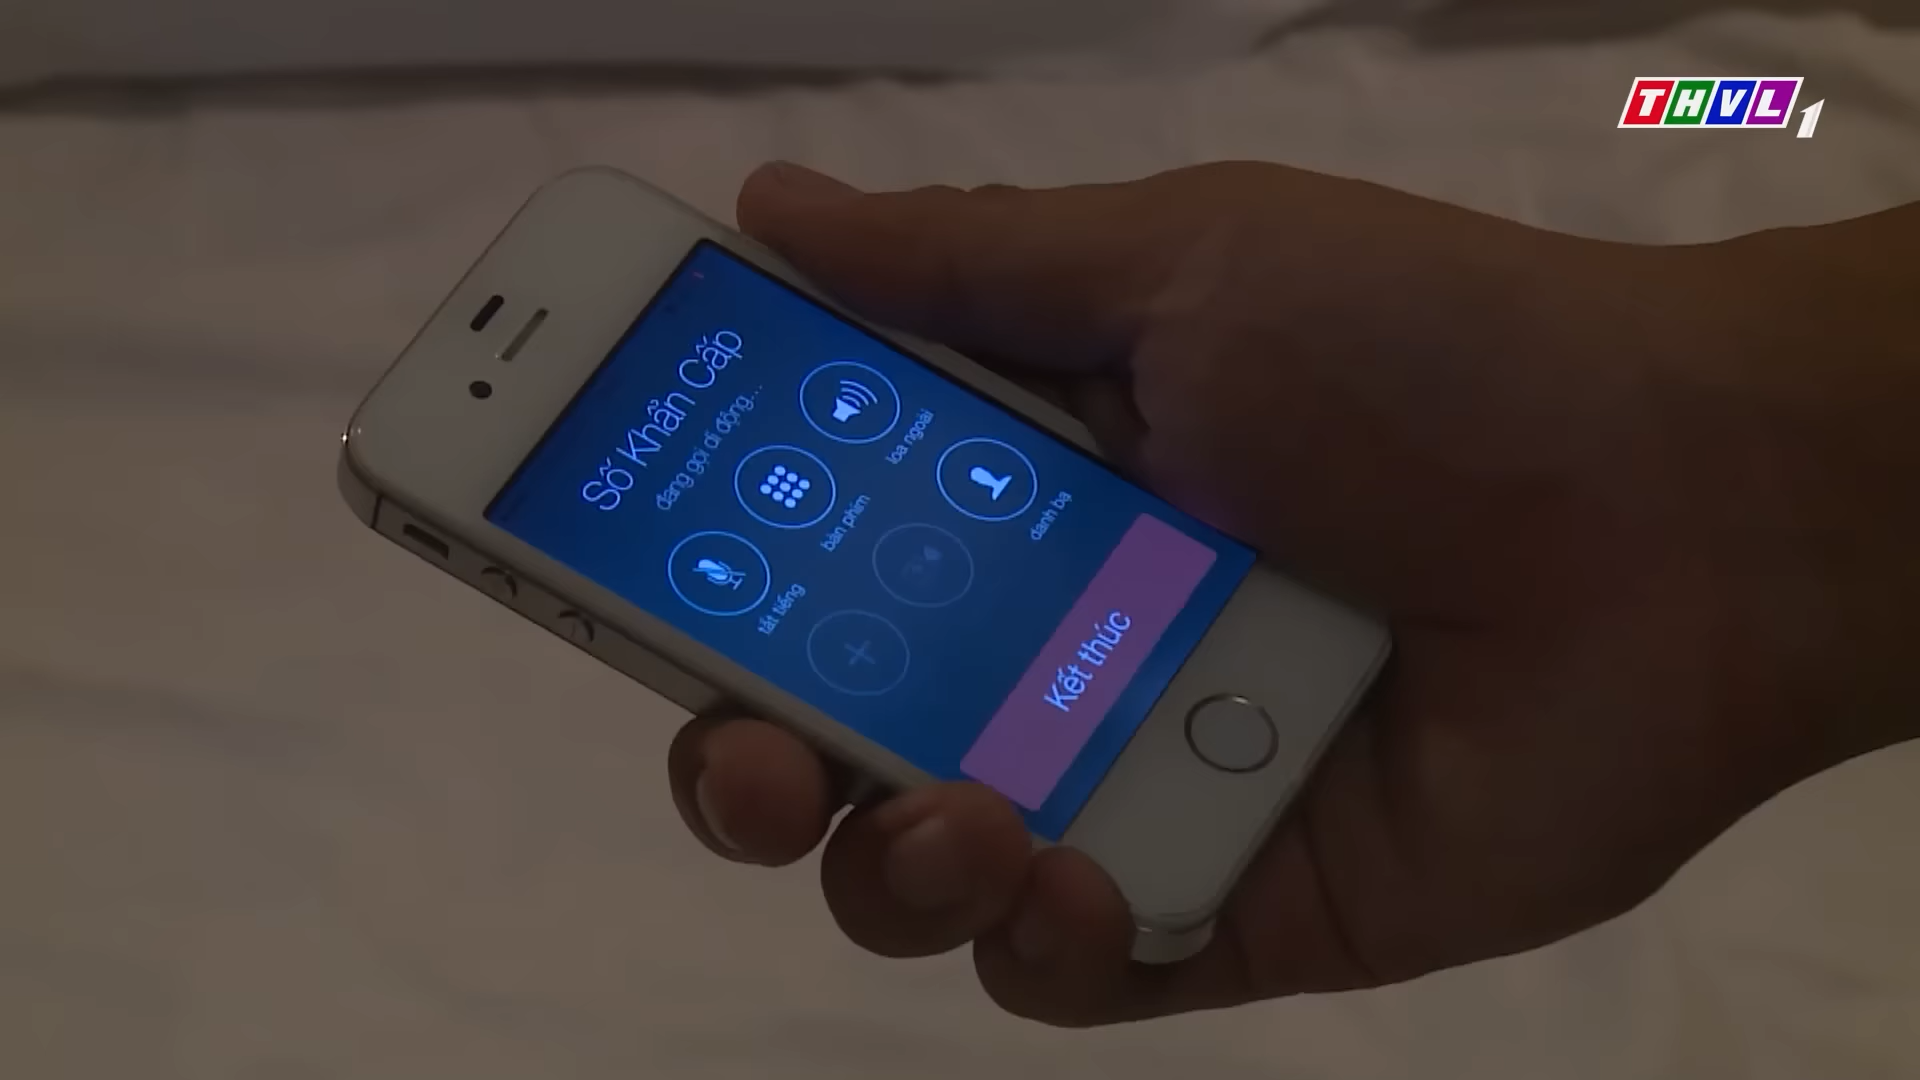 THVL1
Số Khẩn Cấp
đang gọi di động...
tắt tiếng
bàn phím
loa ngoài
danh bạ
Kết thúc